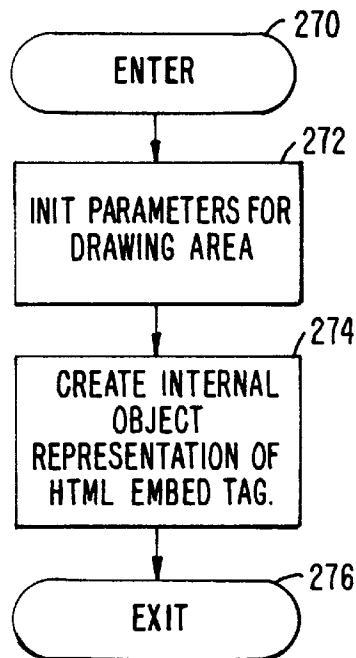 270
ENTER
272
INIT PARAMETERS FOR
DRAWING AREA
274
CREATE INTERNAL
OBJECT
REPRESENTATION OF
HTML EMBED TAG.
276
EXIT